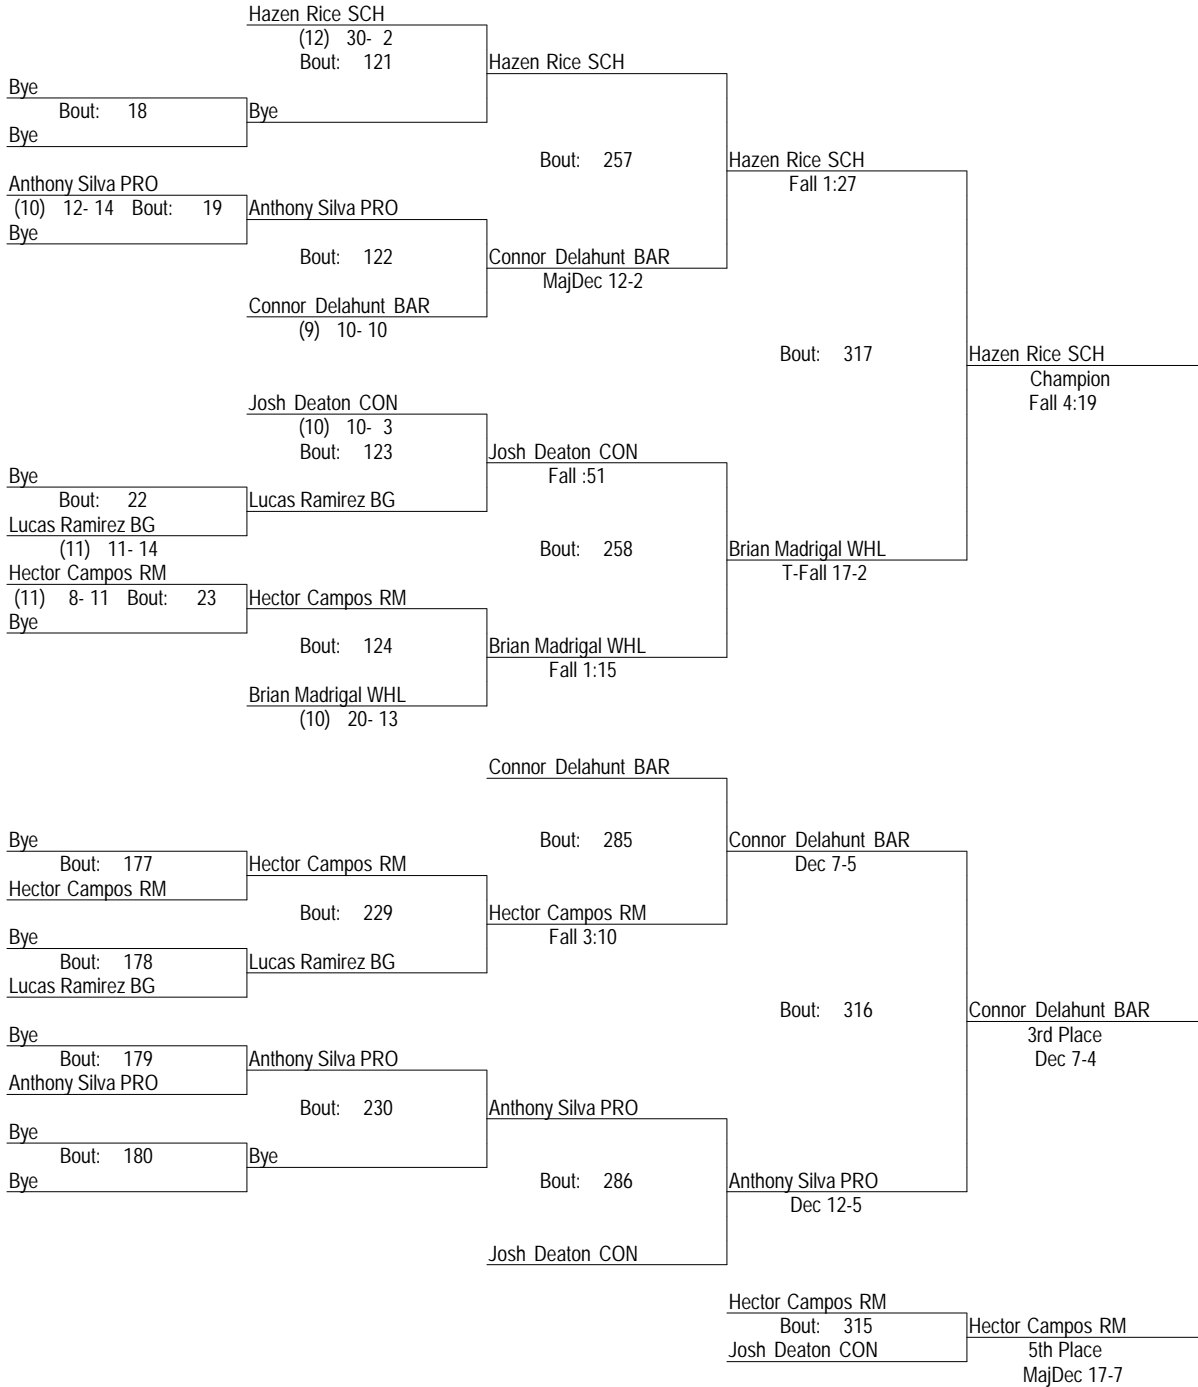 Hazen Rice SCH
(12) 30- 2
Bout: 121
Hazen Rice SCH
Bye
Bout: 18
Bye
Bye
Bout: 257
Hazen Rice SCH
Fall 1:27
Anthony Silva PRO
(10) 12- 14 Bout: 19
Anthony Silva PRO
Bye
Bout: 122
Connor Delahunt BAR
MajDec 12-2
Connor Delahunt BAR
(9) 10- 10
Bout: 317
Hazen Rice SCH
Champion
Fall 4:19
Josh Deaton CON
(10) 10- 3
Bout: 123
Josh Deaton CON
Fall :51
Bye
Bout: 22
Lucas Ramirez BG
Lucas Ramirez BG
(11) 11- 14
Bout: 258
Brian Madrigal WHL
T-Fall 17-2
Hector Campos RM
(11) 8- 11 Bout: 23
Hector Campos RM
Bye
Bout: 124
Brian Madrigal WHL
Fall 1:15
Brian Madrigal WHL
(10) 20- 13
Connor Delahunt BAR
Bye
Bout: 177
Hector Campos RM
Hector Campos RM
Bout: 285
Connor Delahunt BAR
Dec 7-5
Bout: 229
Hector Campos RM
Fall 3:10
Bye
Bout: 178
Lucas Ramirez BG
Lucas Ramirez BG
Bout: 316
Connor Delahunt BAR
3rd Place
Dec 7-4
Bye
Bout: 179
Anthony Silva PRO
Anthony Silva PRO
Bout: 230
Anthony Silva PRO
Bye
Bout: 180
Bye
Bye
Bout: 286
Anthony Silva PRO
Dec 12-5
Josh Deaton CON
Hector Campos RM
Bout: 315
Hector Campos RM
Josh Deaton CON
5th Place
MajDec 17-7